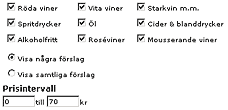 Röda viner Vita viner Starkvin m.m.
Spritdrycker Öl Cider & blanddrycker
Alkoholfritt Roséviner Mousserande viner
Visa några förslag
Visa samtliga förslag
Prisintervall
0 till 70 kr